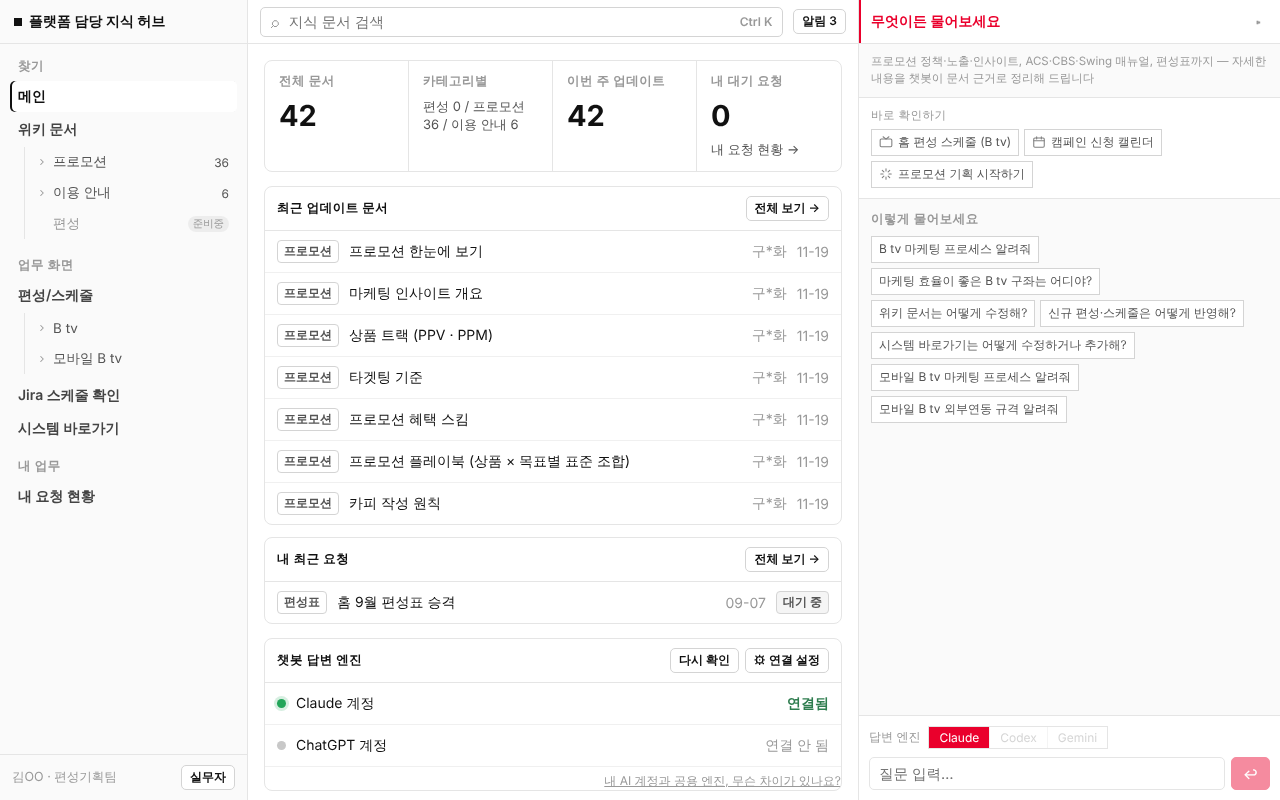 플랫폼 담당 지식 허브
찾기
메인
위키 문서
프로모션 36
이용 안내 6
편성 준비중
업무 화면
편성/스케줄
B tv
모바일 B tv
Jira 스케줄 확인
시스템 바로가기
내 업무
내 요청 현황
김OO · 편성기획팀 실무자
지식 문서 검색 Ctrl K 알림 3
전체 문서
42
카테고리별
편성 0 / 프로모션
36 / 이용 안내 6
이번 주 업데이트
42
내 대기 요청
0
내 요청 현황 →
최근 업데이트 문서 전체 보기 →
프로모션 프로모션 한눈에 보기 구*화 11-19
프로모션 마케팅 인사이트 개요 구*화 11-19
프로모션 상품 트랙 (PPV · PPM) 구*화 11-19
프로모션 타겟팅 기준 구*화 11-19
프로모션 프로모션 혜택 스킴 구*화 11-19
프로모션 프로모션 플레이북 (상품 × 목표별 표준 조합) 구*화 11-19
프로모션 카피 작성 원칙 구*화 11-19
내 최근 요청 전체 보기 →
편성표 홈 9월 편성표 승격 09-07 대기 중
챗봇 답변 엔진 다시 확인 연결 설정
Claude 계정 연결됨
ChatGPT 계정 연결 안 됨
내 AI 계정과 공용 엔진, 무슨 차이가 있나요?
무엇이든 물어보세요
프로모션 정책·노출·인사이트, ACS·CBS·Swing 매뉴얼, 편성표까지 — 자세한
내용을 챗봇이 문서 근거로 정리해 드립니다
바로 확인하기
홈 편성 스케줄 (B tv) 캠페인 신청 캘린더
프로모션 기획 시작하기
이렇게 물어보세요
B tv 마케팅 프로세스 알려줘
마케팅 효율이 좋은 B tv 구좌는 어디야?
위키 문서는 어떻게 수정해? 신규 편성·스케줄은 어떻게 반영해?
시스템 바로가기는 어떻게 수정하거나 추가해?
모바일 B tv 마케팅 프로세스 알려줘
모바일 B tv 외부연동 규격 알려줘
답변 엔진 Claude Codex Gemini
질문 입력...